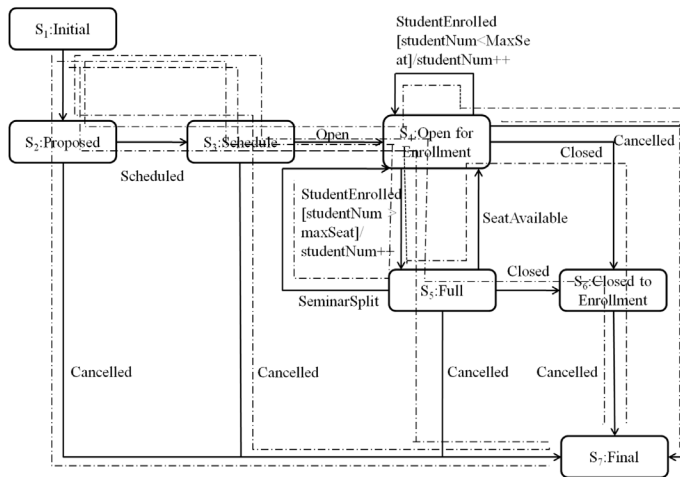 S1:Initial
StudentEnrolled
[studentNum<MaxSe
at]/studentNum++
S2:Proposed
S3:Schedule
Open
S4:Open for
Enrollment
Cancelled
Closed
Scheduled
StudentEnrolled
[studentNum >
maxSeat]/
studentNum++
SeatAvailable
SeminarSplit
S5:Full
Closed
S6:Closed to
Enrollment
Cancelled
Cancelled
Cancelled
Cancelled
S7:Final